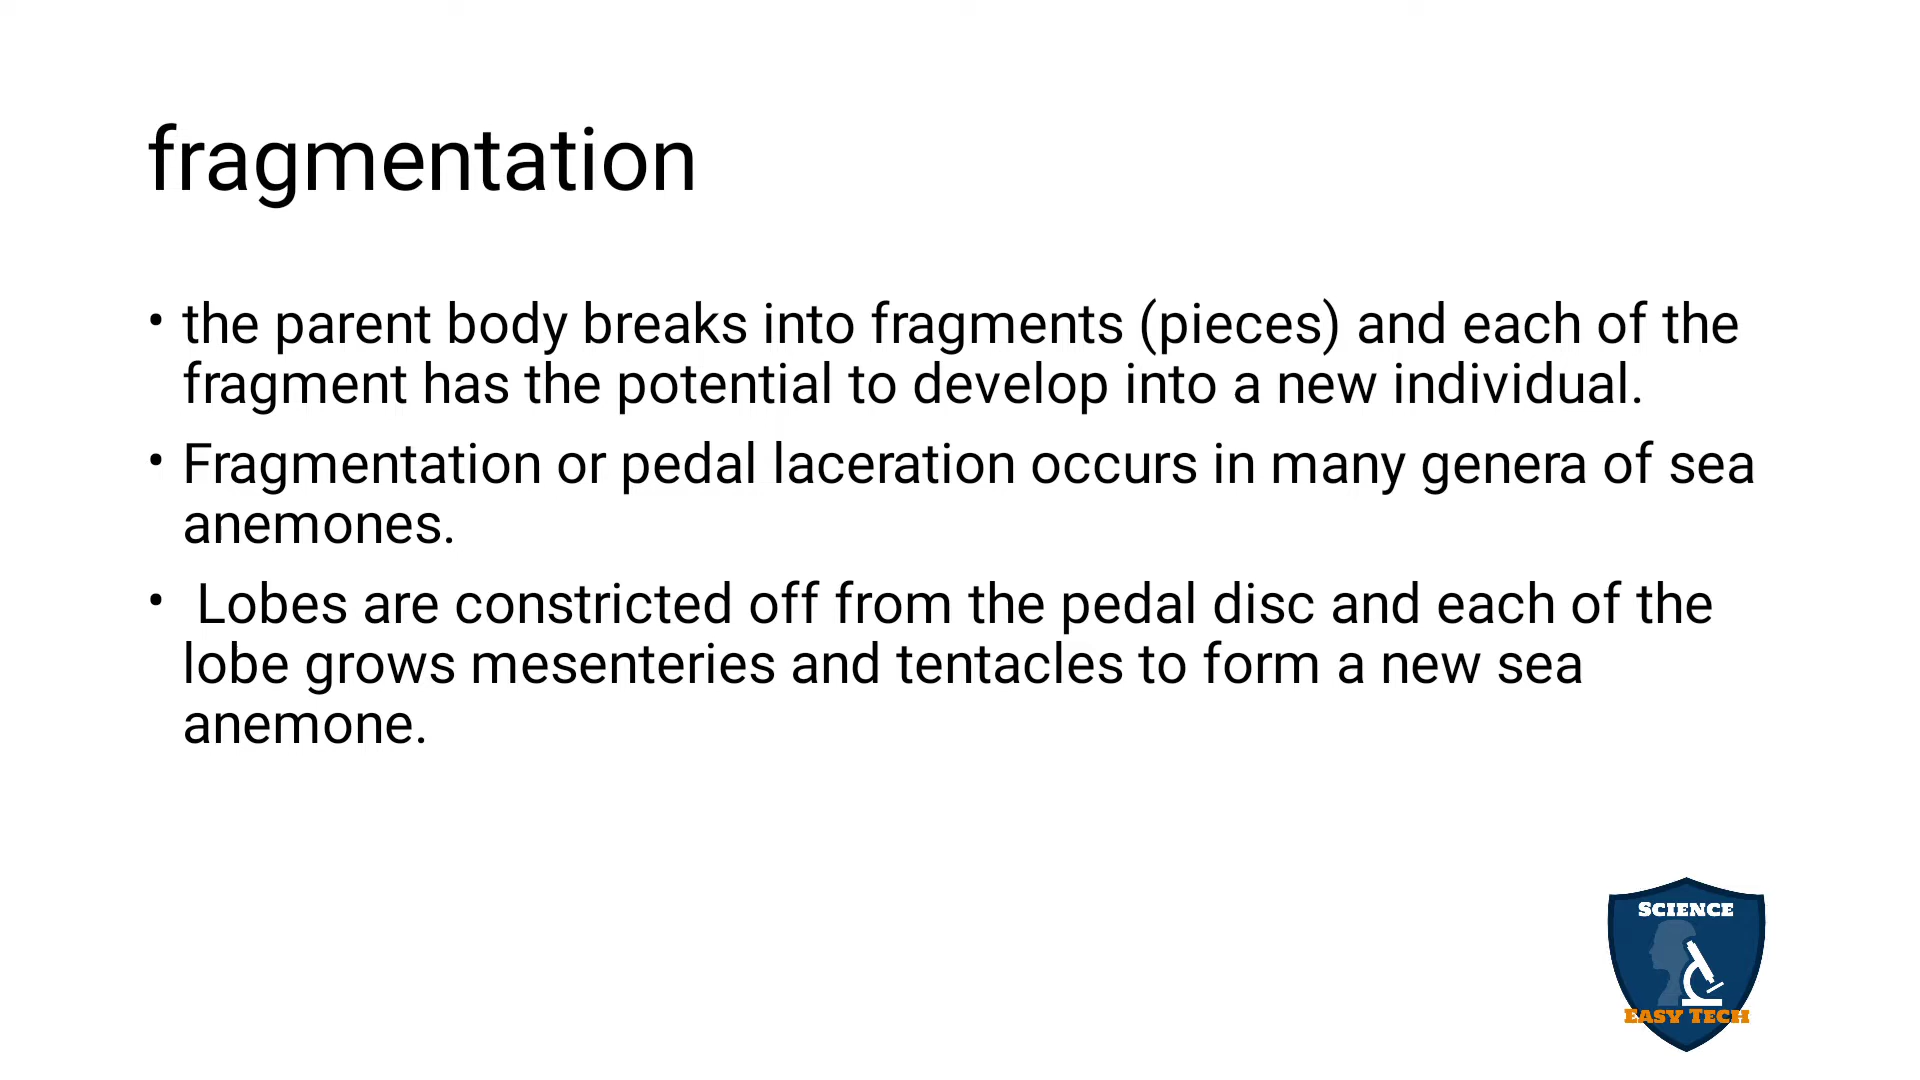 fragmentation
• the parent body breaks into fragments (pieces) and each of the
fragment has the potential to develop into a new individual.
• Fragmentation or pedal laceration occurs in many genera of sea
anemones.
• Lobes are constricted off from the pedal disc and each of the
lobe grows mesenteries and tentacles to form a new sea
anemone.
SCIENCE
EASY TECH